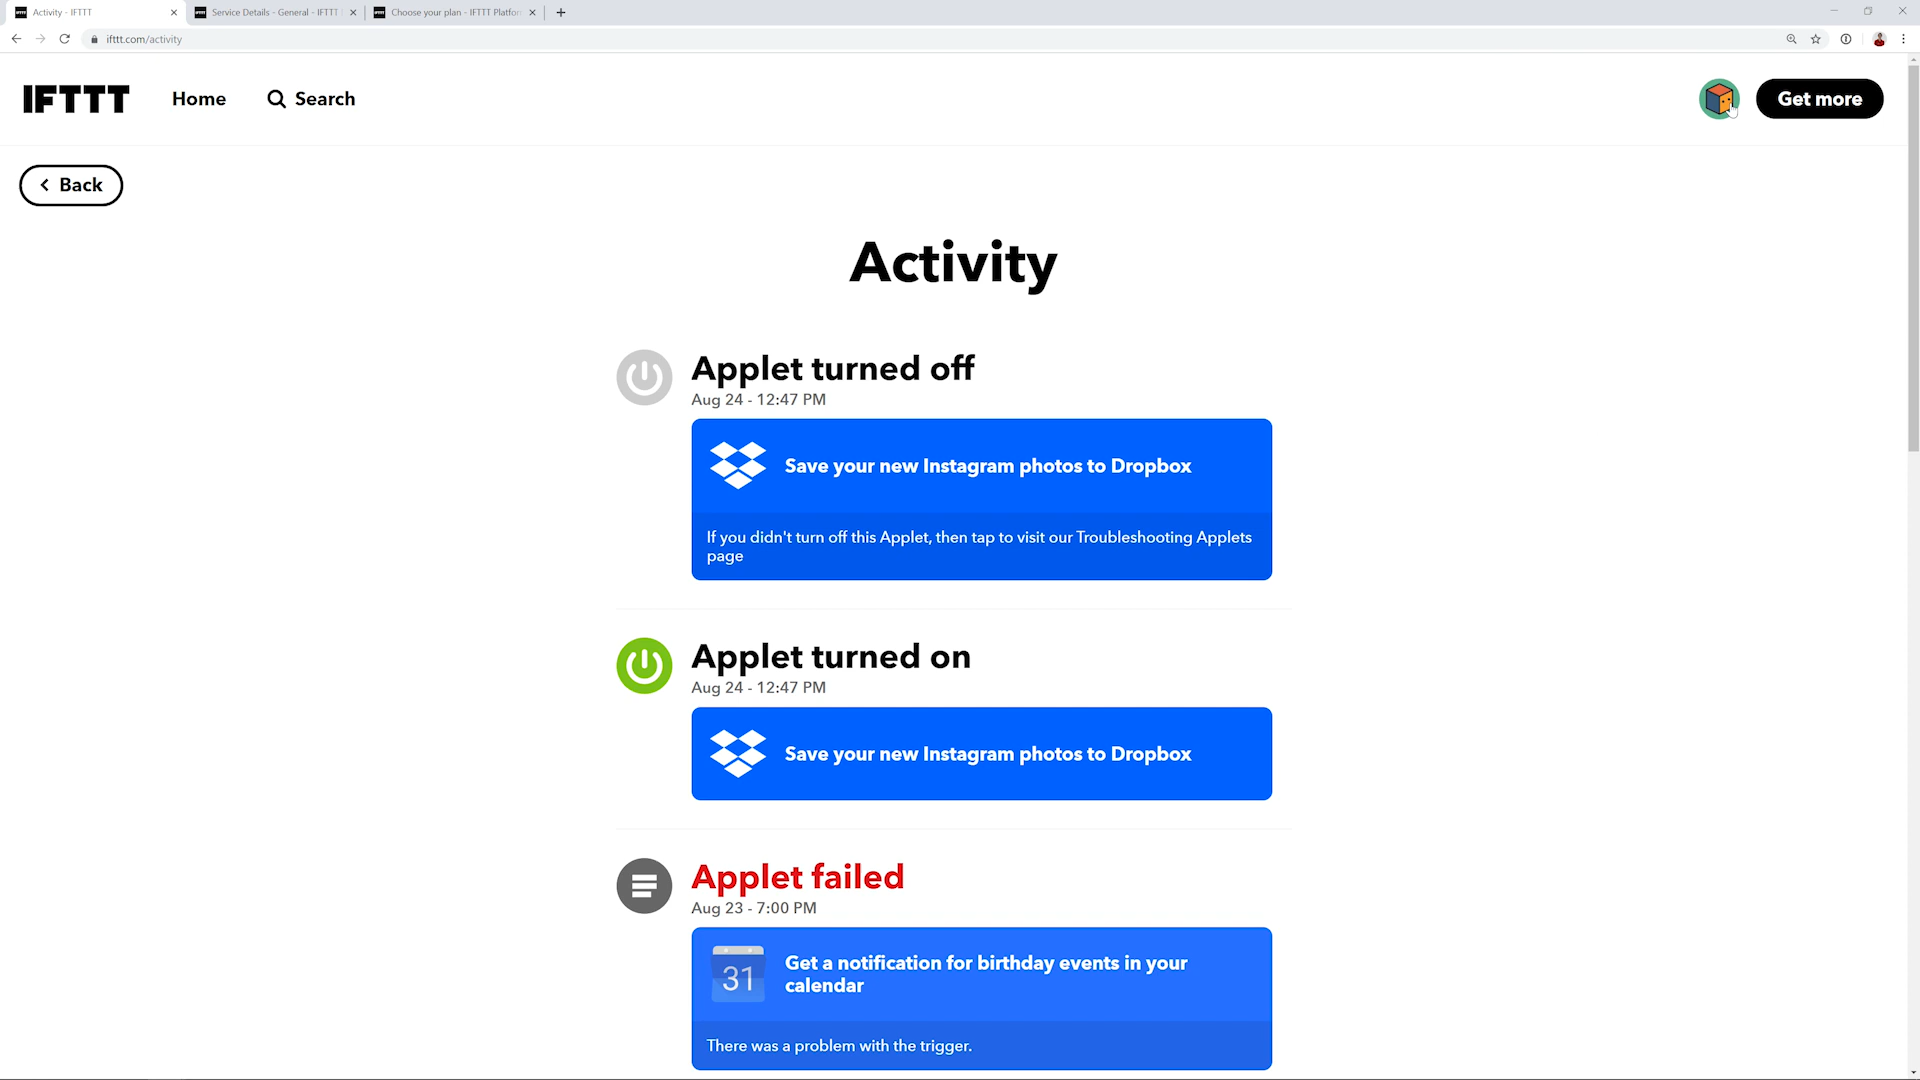 Activity - IFTTT
Service Details - General - IFTTT
Choose your plan - IFTTT Platfor
ifttt.com/activity
IFTTT
Home
Search
Get more
Back
Activity
Applet turned off
Aug 24 - 12:47 PM
Save your new Instagram photos to Dropbox
If you didn't turn off this Applet, then tap to visit our Troubleshooting Applets
page
Applet turned on
Aug 24 - 12:47 PM
Save your new Instagram photos to Dropbox
Applet failed
Aug 23 - 7:00 PM
31
Get a notification for birthday events in your
calendar
There was a problem with the trigger.